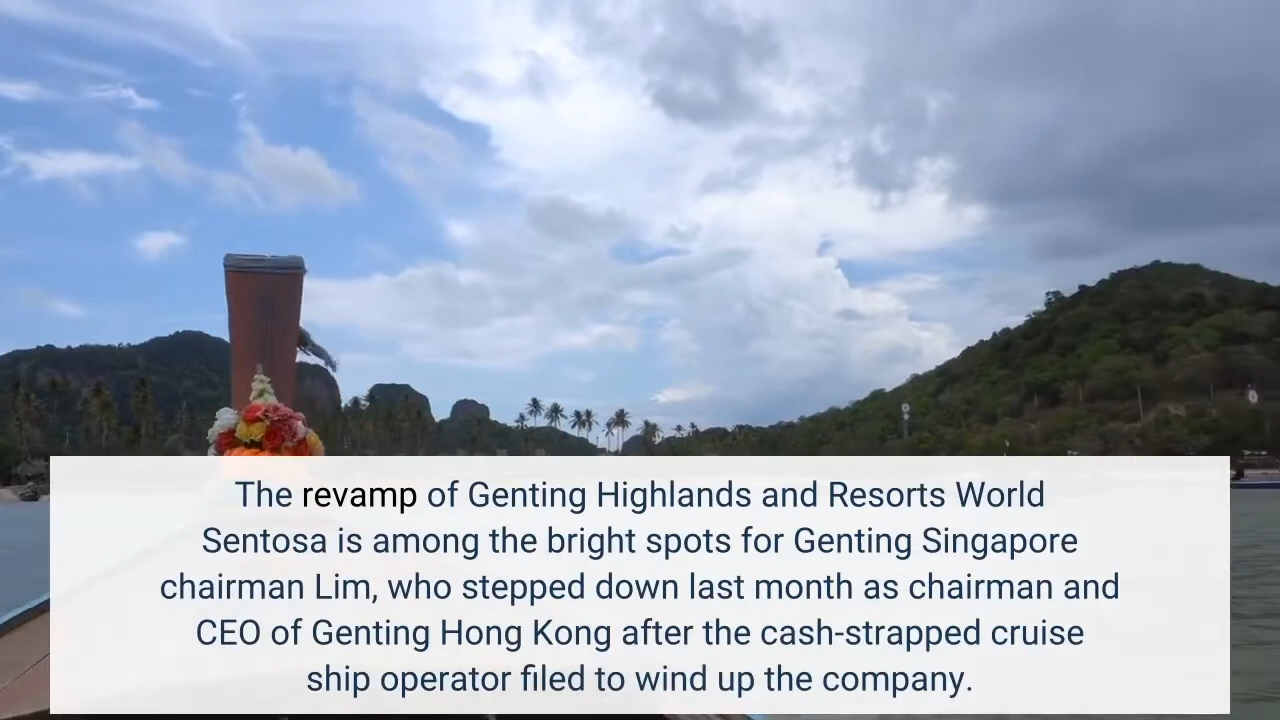 The revamp of Genting Highlands and Resorts World
Sentosa is among the bright spots for Genting Singapore
chairman Lim, who stepped down last month as chairman and
CEO of Genting Hong Kong after the cash-strapped cruise
ship operator filed to wind up the company.